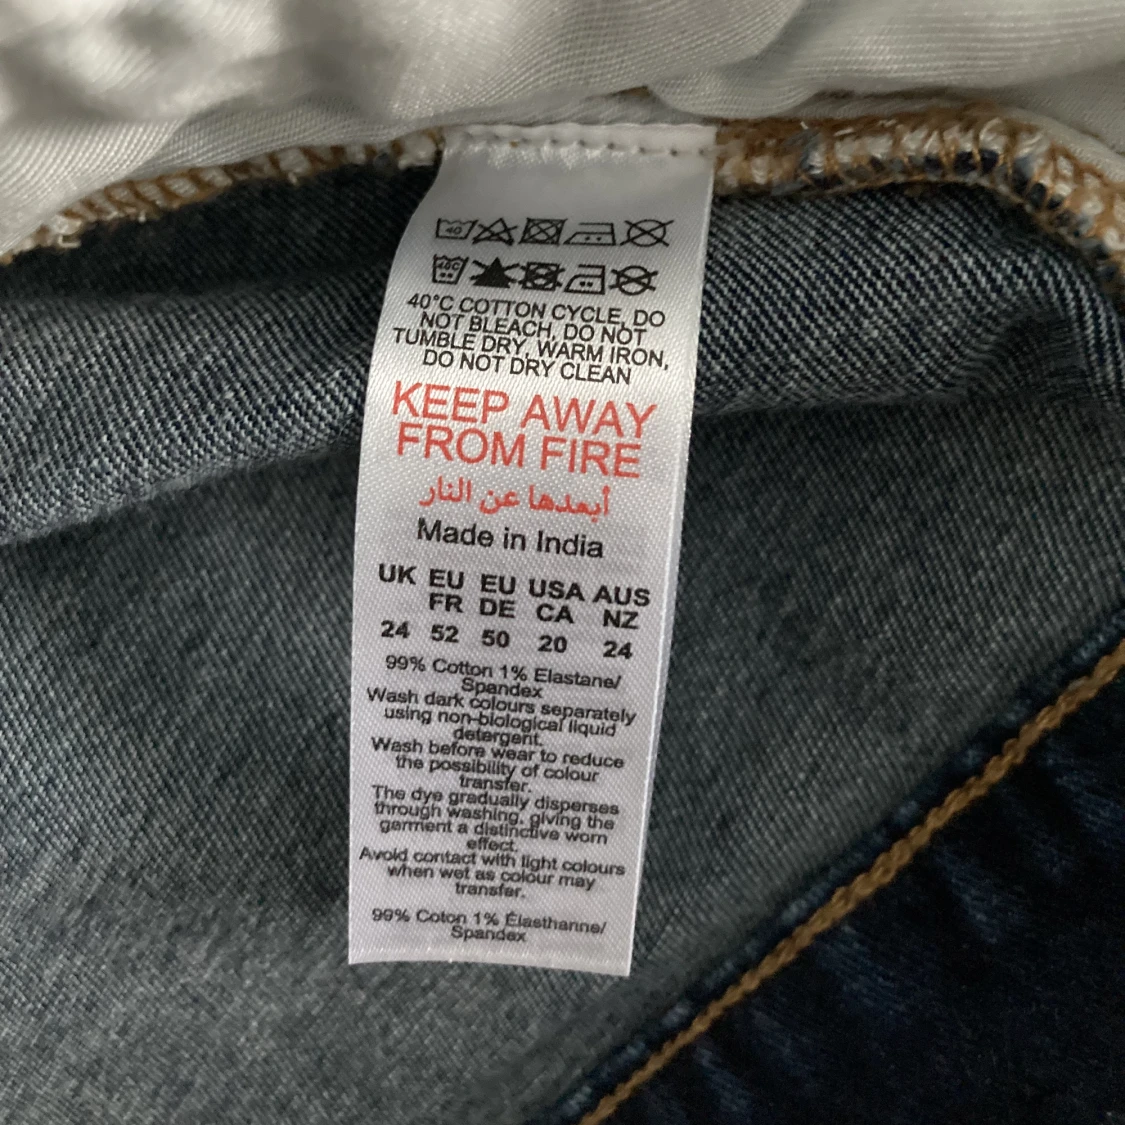 40
40C
40°C COTTON CYCLE, DO
NOT BLEACH, DO NOT
TUMBLE DRY, WARM IRON,
DO NOT DRY CLEAN
KEEP AWAY
FROM FIRE
أبعدها عن النار
Made in India
UK EU EU USA AUS
FR DE CA NZ
24 52 50 20 24
99% Cotton 1% Elastane/
Spandex
Wash dark colours separately
using non-biological liquid
detergent.
Wash before wear to reduce
the possibility of colour
transfer.
The dye gradually disperses
through washing, giving the
garment a distinctive worn
effect.
Avoid contact with light colours
when wet as colour may
transfer.
99% Coton 1% Élasthanne/
Spandex